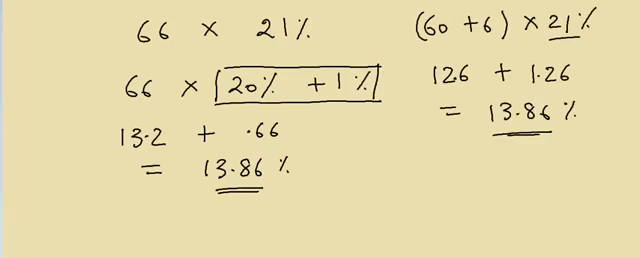 66 × 21%
66 × (20% + 1%)
13.2 + .66
= 13.86 %
(60 + 6) × 21%
12.6 + 1.26
= 13.86 %